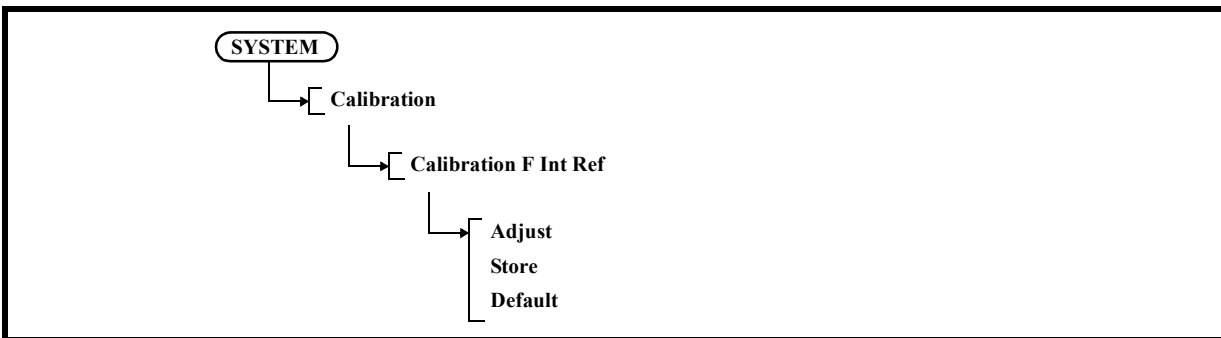 SYSTEM
Calibration
Calibration F Int Ref
Adjust
Store
Default